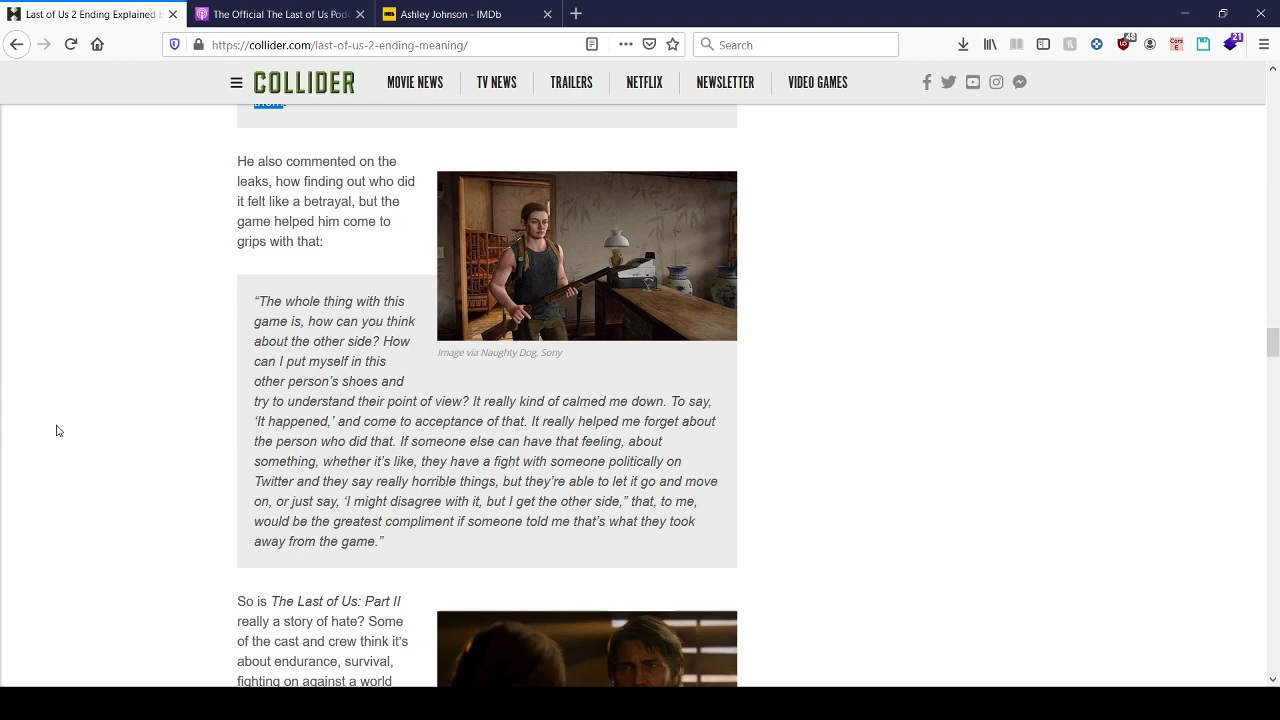 Last of Us 2 Ending Explained b
The Official The Last of Us Pod
IMDb
Ashley Johnson - IMDb
https://collider.com/last-of-us-2-ending-meaning/
Search
48
21
COLLIDER
MOVIE NEWS
TV NEWS
TRAILERS
NETFLIX
NEWSLETTER
VIDEO GAMES
He also commented on the
leaks, how finding out who did
it felt like a betrayal, but the
game helped him come to
grips with that:
Image via Naughty Dog, Sony
“The whole thing with this
game is, how can you think
about the other side? How
can I put myself in this
other person’s shoes and
try to understand their point of view? It really kind of calmed me down. To say,
‘It happened,’ and come to acceptance of that. It really helped me forget about
the person who did that. If someone else can have that feeling, about
something, whether it’s like, they have a fight with someone politically on
Twitter and they say really horrible things, but they’re able to let it go and move
on, or just say, ‘I might disagree with it, but I get the other side,” that, to me,
would be the greatest compliment if someone told me that’s what they took
away from the game.”
So is The Last of Us: Part II
really a story of hate? Some
of the cast and crew think it’s
about endurance, survival,
fighting on against a world